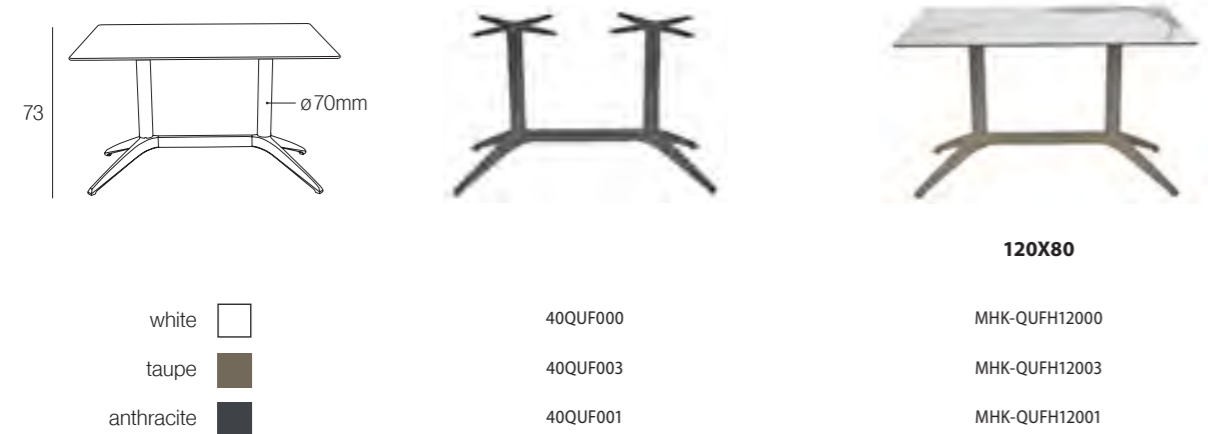 73
ø70mm
120X80
white 40QUF000 MHK-QUFH12000
taupe 40QUF003 MHK-QUFH12003
anthracite 40QUF001 MHK-QUFH12001